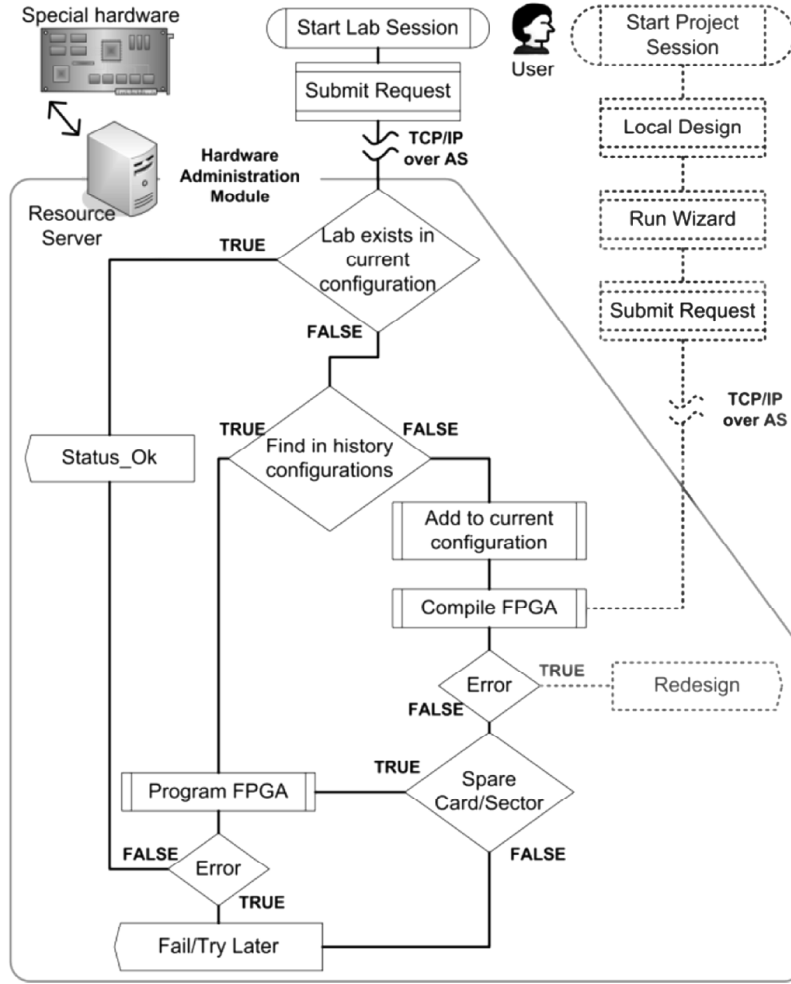 Special hardware
Start Lab Session
User
Start Project
Session
Submit Request
Local Design
TCP/IP
over AS
Hardware
Administration
Module
Resource
Server
Run Wizard
TRUE
Lab exists in
current
configuration
FALSE
Submit Request
TCP/IP
over AS
TRUE
FALSE
Find in history
configurations
Status_Ok
Add to current
configuration
Compile FPGA
Error
TRUE
Redesign
FALSE
TRUE
Spare
Card/Sector
Program FPGA
FALSE
FALSE
Error
TRUE
Fail/Try Later